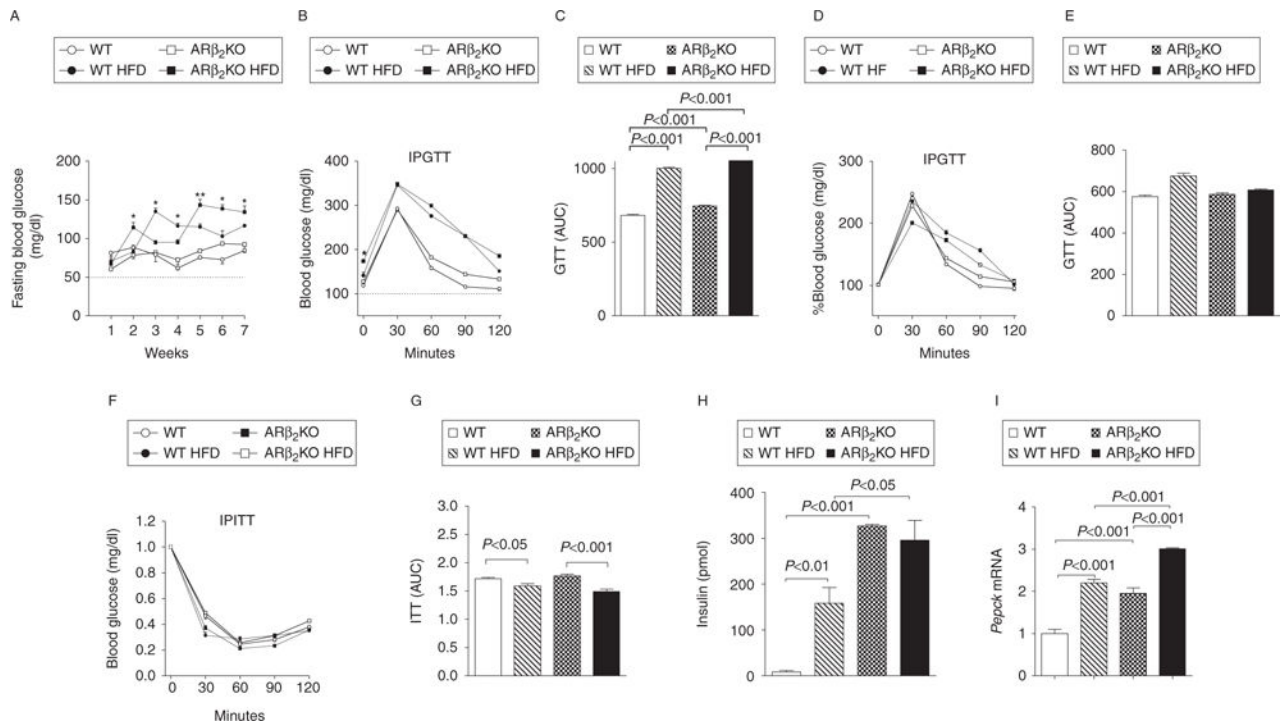 A
WT
ARβ₂KO
WT HFD
ARβ₂KO HFD
200
150
100
50
0
Fasting blood glucose
(mg/dl)
* * * ** * *
1 2 3 4 5 6 7
Weeks
B
WT
ARβ₂KO
WT HFD
ARβ₂KO HFD
IPGTT
400
300
200
100
0
Blood glucose (mg/dl)
*
0 30 60 90 120
Minutes
C
WT
ARβ₂KO
WT HFD
ARβ₂KO HFD
P<0.001
P<0.001
P<0.001
P<0.001
1000
500
0
GTT (AUC)
D
WT
ARβ₂KO
WT HF
ARβ₂KO HFD
IPGTT
300
200
100
%Blood glucose (mg/dl)
0 30 60 90 120
Minutes
E
WT
ARβ₂KO
WT HFD
ARβ₂KO HFD
800
600
400
200
0
GTT (AUC)
F
WT
ARβ₂KO
WT HFD
ARβ₂KO HFD
IPITT
1.2
1.0
0.8
0.6
0.4
0.2
0
Blood glucose (mg/dl)
0 30 60 90 120
Minutes
G
WT
ARβ₂KO
WT HFD
ARβ₂KO HFD
3.0
2.5
2.0
1.5
1.0
0.5
0.0
ITT (AUC)
P<0.05
P<0.001
H
WT
ARβ₂KO
WT HFD
ARβ₂KO HFD
P<0.05
P<0.001
P<0.01
400
300
200
300
0
Insulin (pmol)
I
WT
ARβ₂KO
WT HFD
ARβ₂KO HFD
P<0.001
P<0.001
P<0.001
P<0.001
4
3
2
1
0
Pepck mRNA